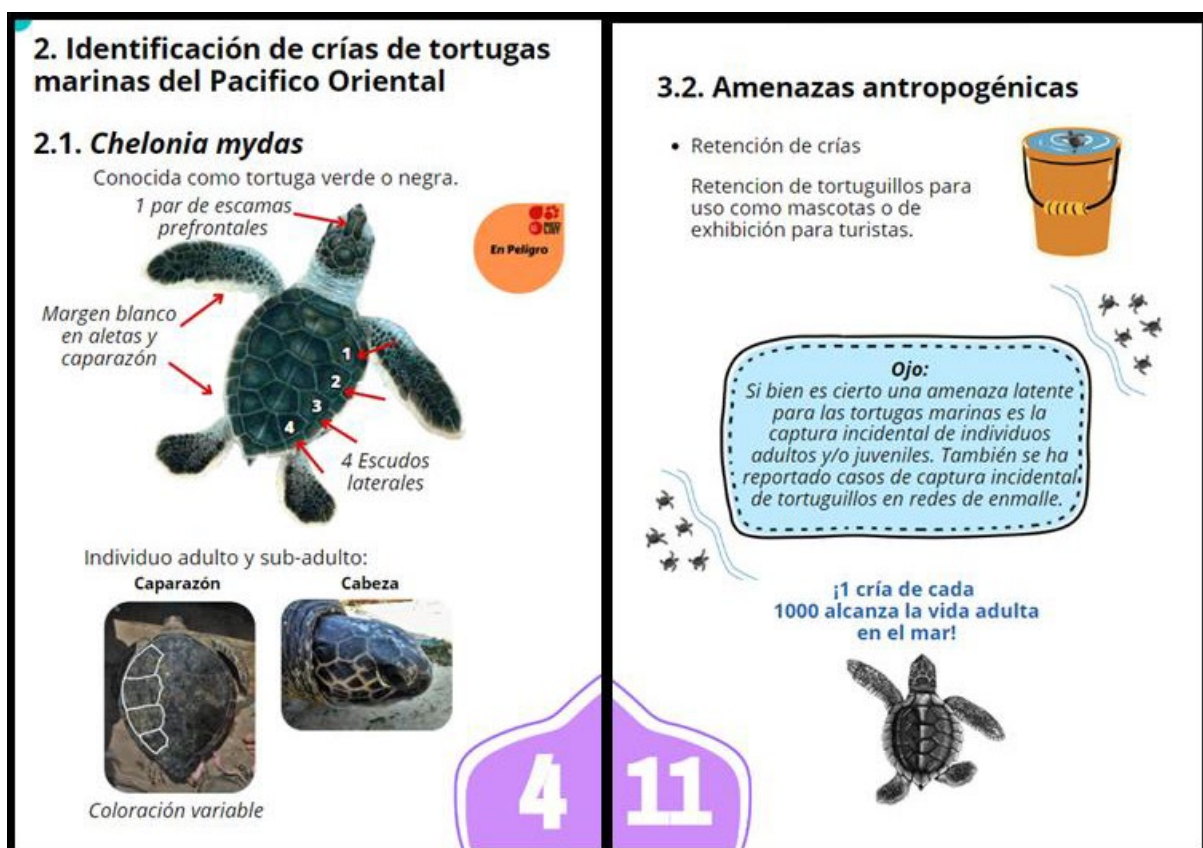 2. Identificación de crías de tortugas
marinas del Pacifico Oriental
2.1. Chelonia mydas
Conocida como tortuga verde o negra.
1 par de escamas
prefrontales
En Peligro
Margen blanco
en aletas y
caparazón
1
2
3
4
4 Escudos
laterales
Individuo adulto y sub-adulto:
Caparazón
Cabeza
Coloración variable
4
3.2. Amenazas antropogénicas
• Retención de crías
Retencion de tortuguillos para
uso como mascotas o de
exhibición para turistas.
Ojo:
Si bien es cierto una amenaza latente
para las tortugas marinas es la
captura incidental de individuos
adultos y/o juveniles. También se ha
reportado casos de captura incidental
de tortuguillos en redes de enmalle.
¡1 cría de cada
1000 alcanza la vida adulta
en el mar!
11